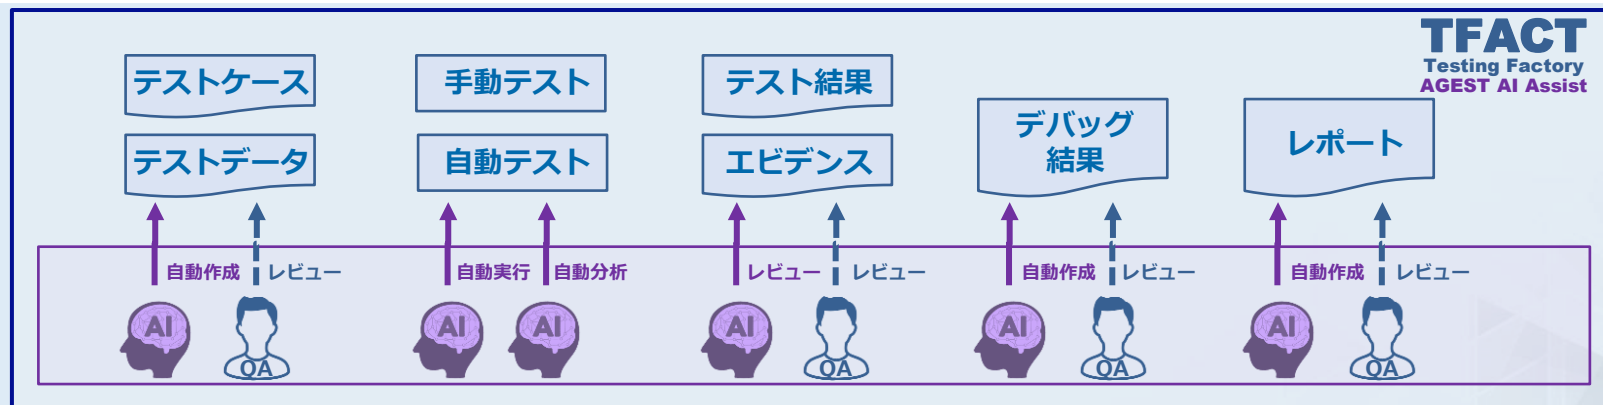 TFACT
Testing Factory
AGEST AI Assist
テストケース
テストデータ
手動テスト
自動テスト
テスト結果
エビデンス
デバッグ
結果
レポート
自動作成
レビュー
自動実行
自動分析
レビュー
レビュー
自動作成
レビュー
自動作成
レビュー
AI
QA
AI
AI
AI
QA
AI
QA
AI
QA